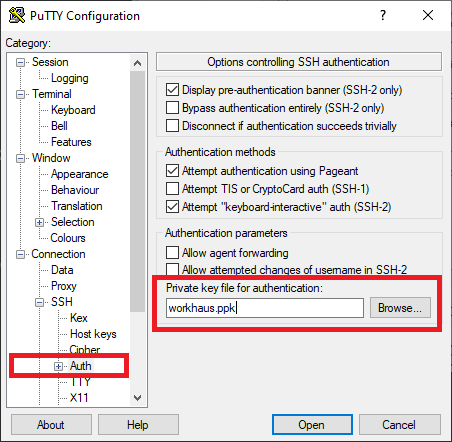 PuTTY Configuration
Category:
Session
Logging
Terminal
Keyboard
Bell
Features
Window
Appearance
Behaviour
Translation
Selection
Colours
Connection
Data
Proxy
SSH
Kex
Host keys
Cipher
Auth
TTY
X11
Options controlling SSH authentication
Display pre-authentication banner (SSH-2 only)
Bypass authentication entirely (SSH-2 only)
Disconnect if authentication succeeds trivially
Authentication methods
Attempt authentication using Pageant
Attempt TIS or CryptoCard auth (SSH-1)
Attempt "keyboard-interactive" auth (SSH-2)
Authentication parameters
Allow agent forwarding
Allow attempted changes of username in SSH-2
Private key file for authentication:
workhaus.ppk
Browse...
About
Help
Open
Cancel